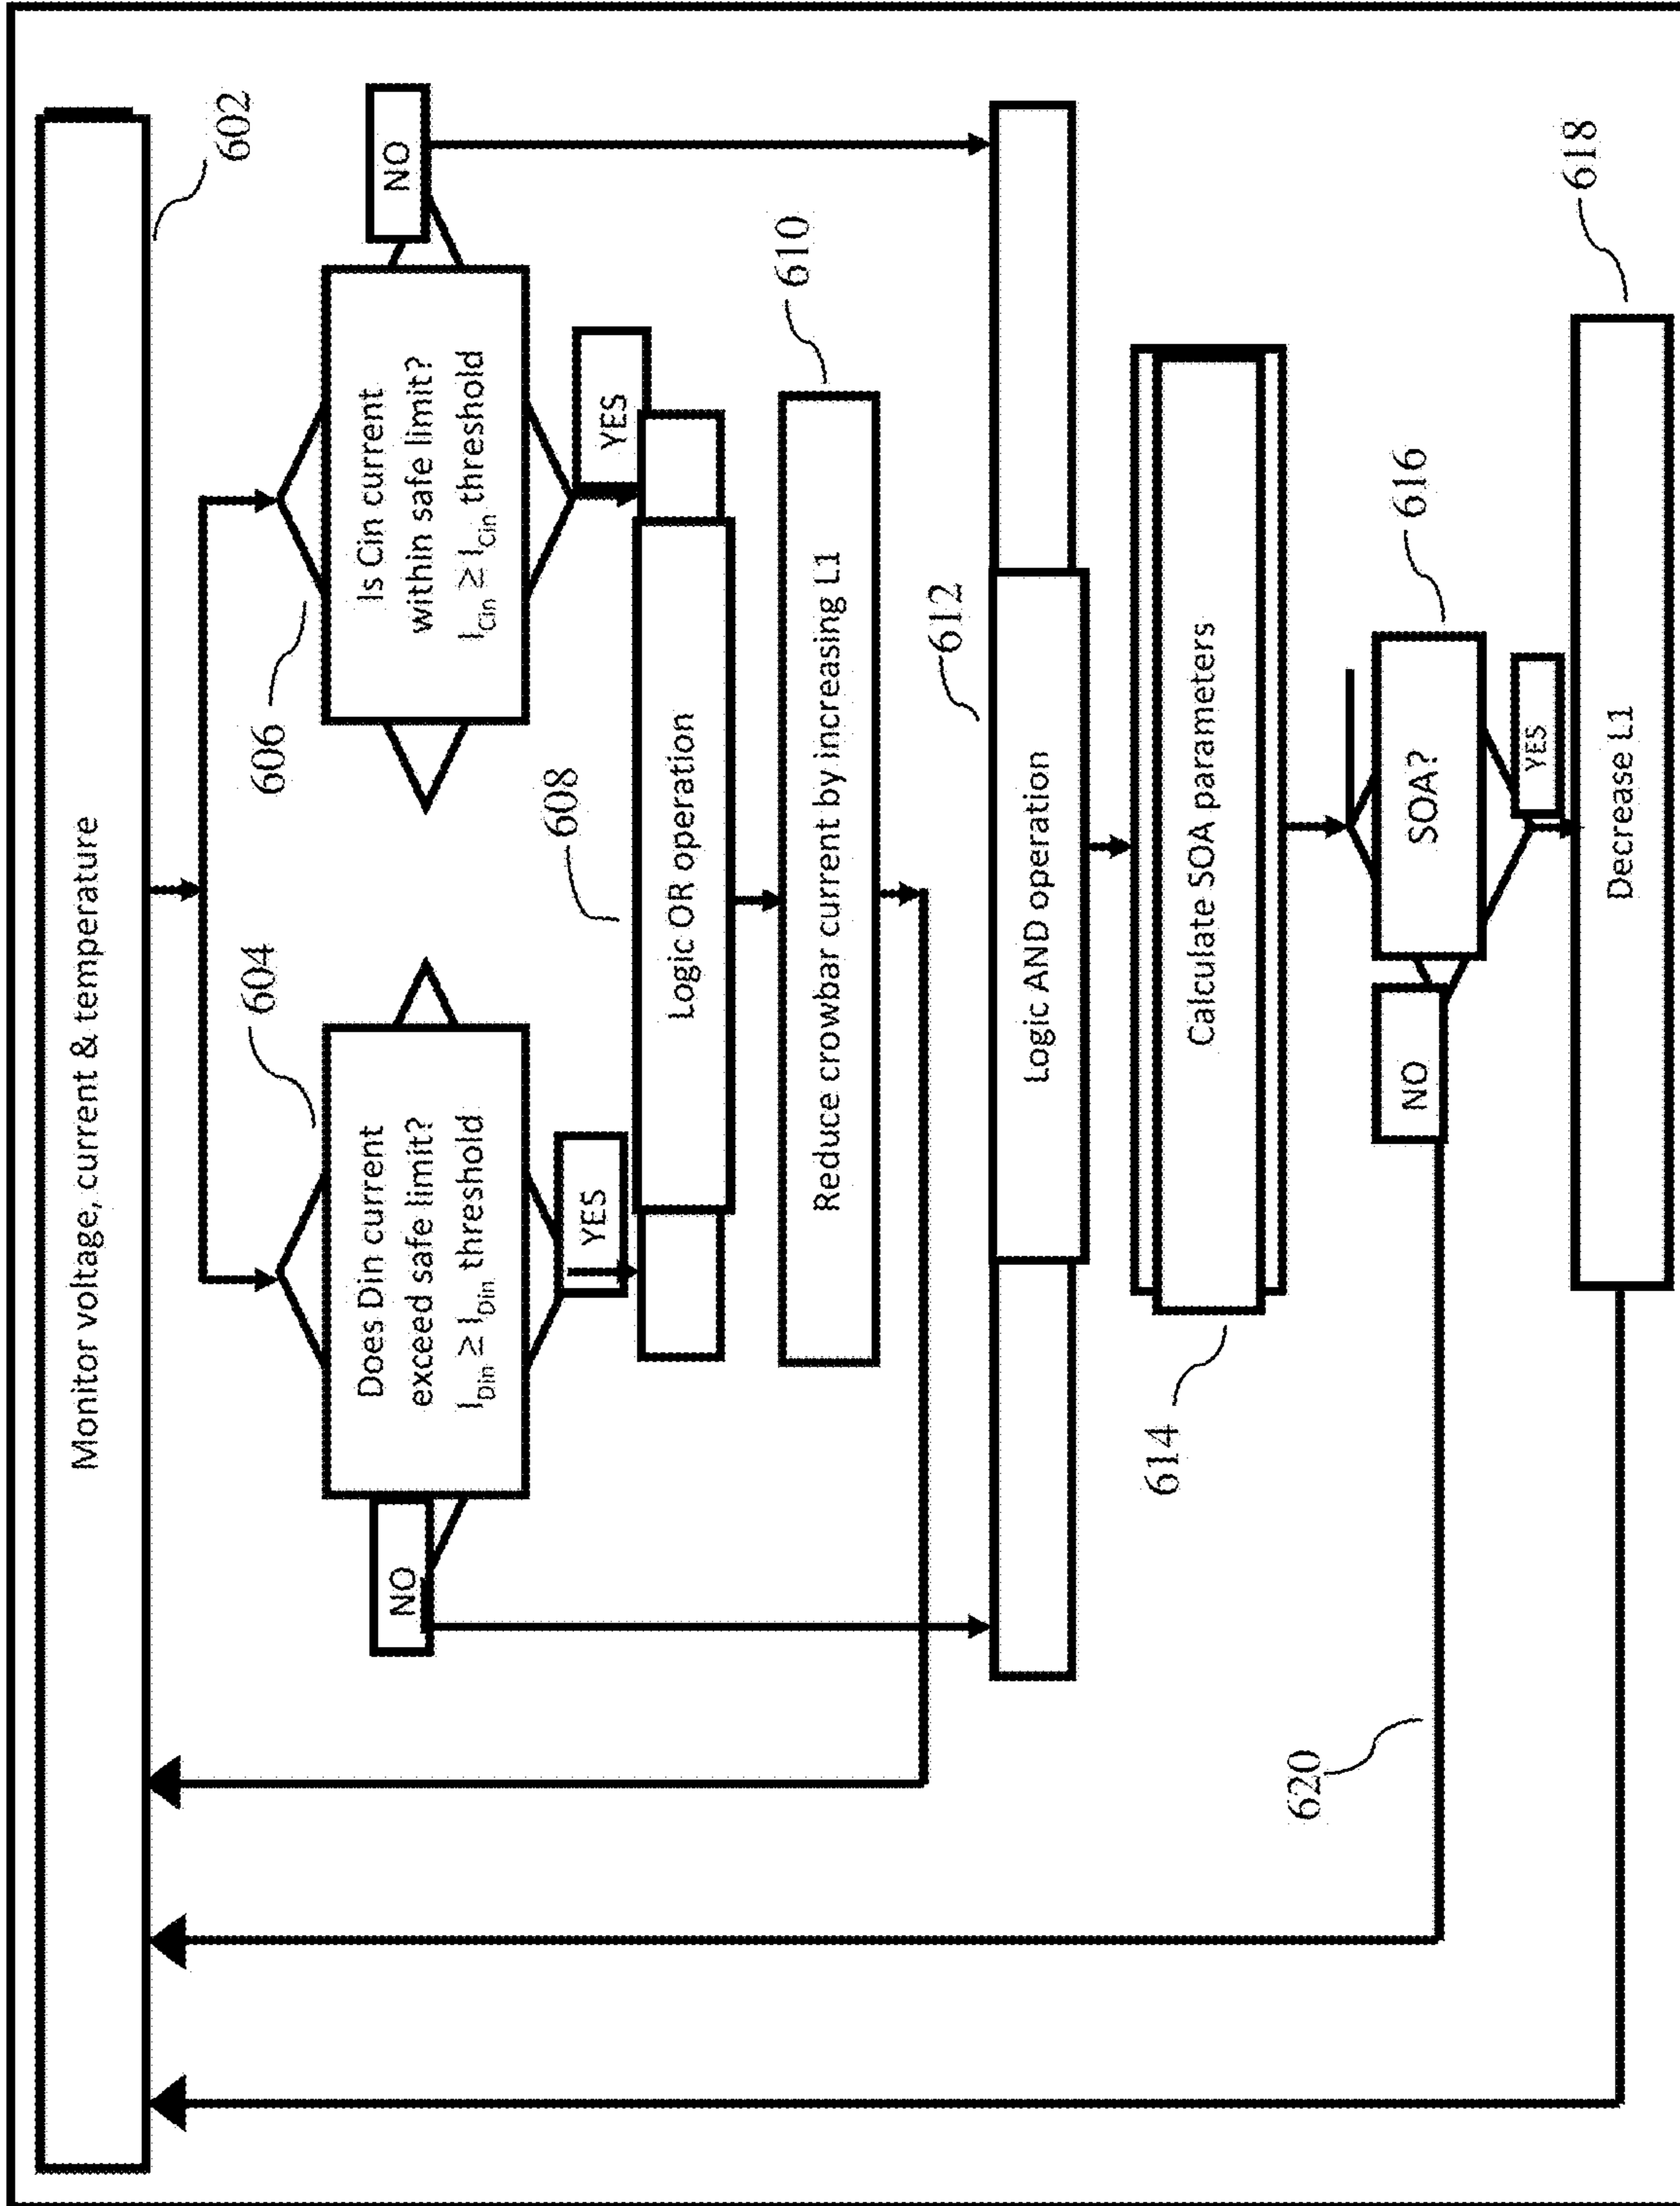 Monitor voltage, current & temperature
602
604
Does Din current
exceed safe limit?
I_Din ≥ I_Din threshold
NO
YES
606
Is Cin current
within safe limit?
I_Cin ≥ I_Cin threshold
NO
YES
608
Logic OR operation
610
Reduce crowbar current by increasing L1
612
Logic AND operation
614
Calculate SOA parameters
616
SOA?
NO
YES
620
618
Decrease L1